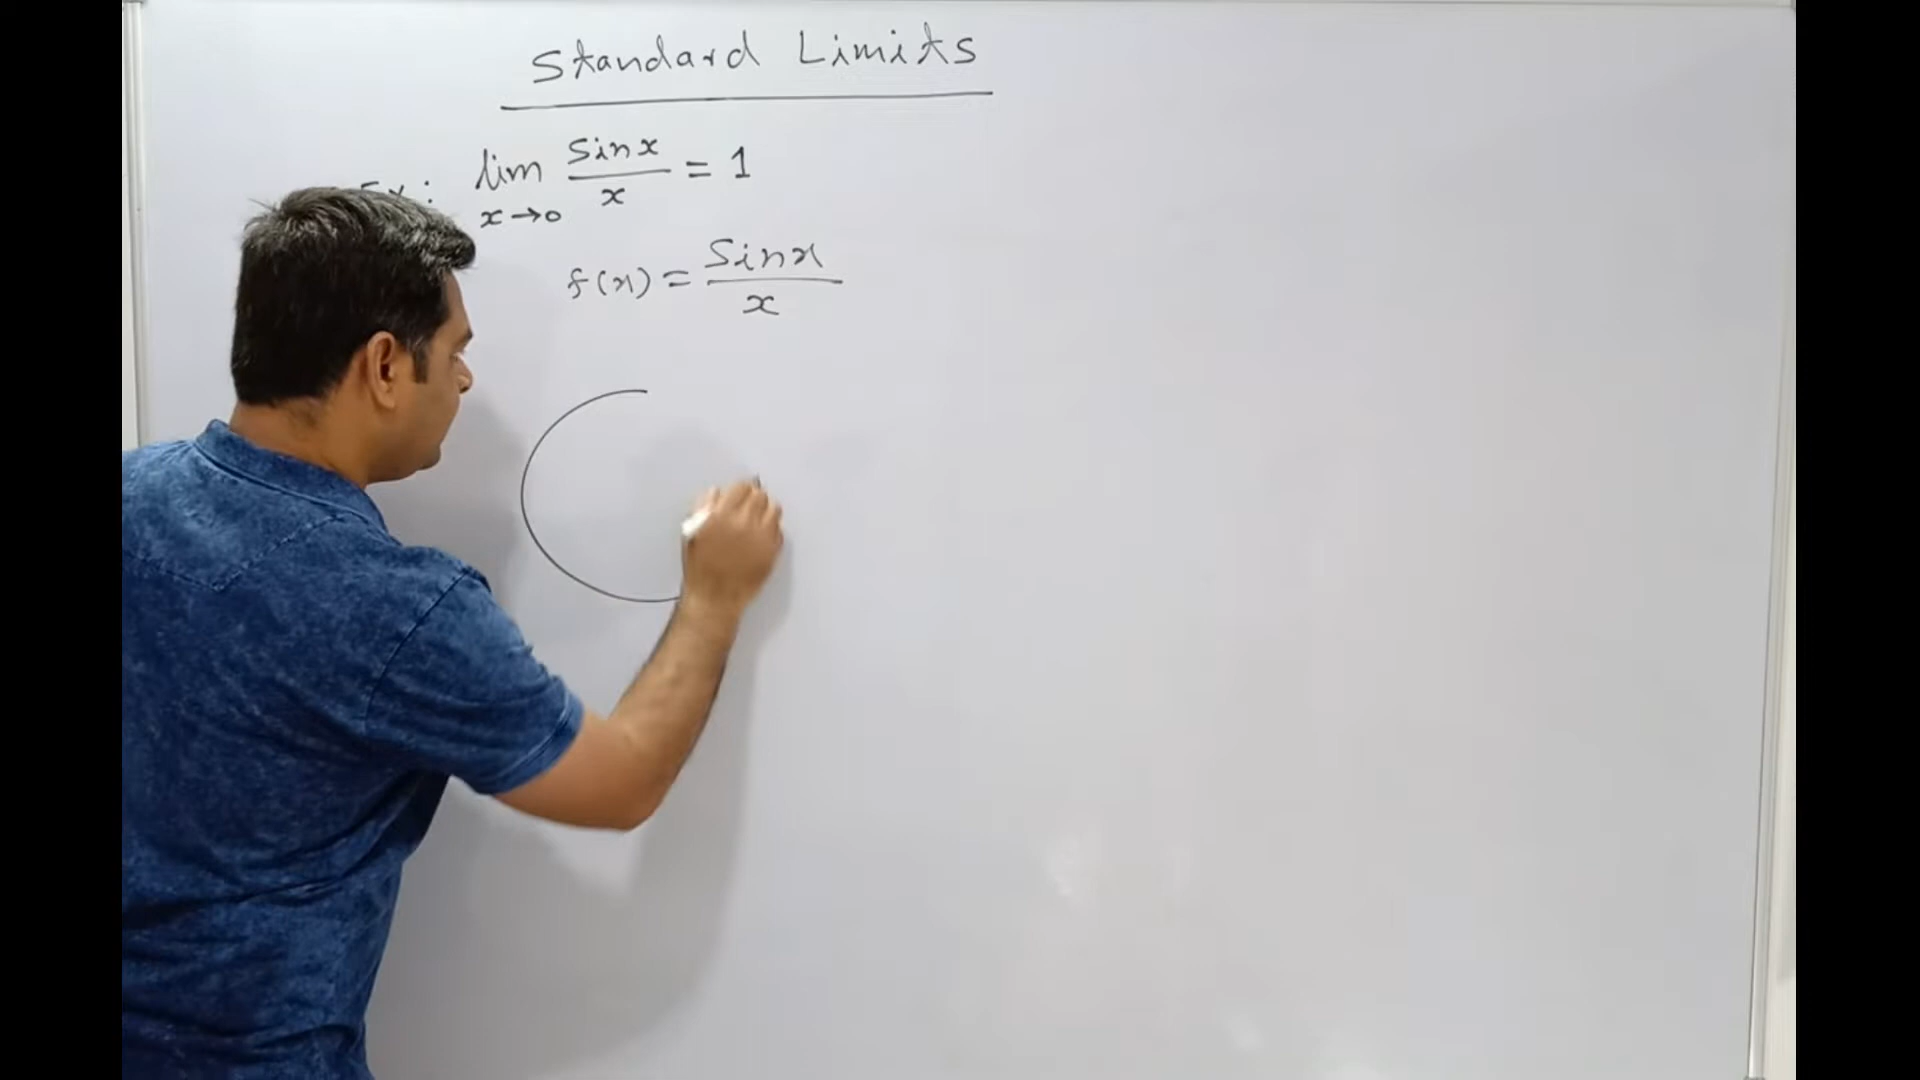 Standard Limits
Ex: lim x→0 sinx/x = 1
f(x) = Sinx/x